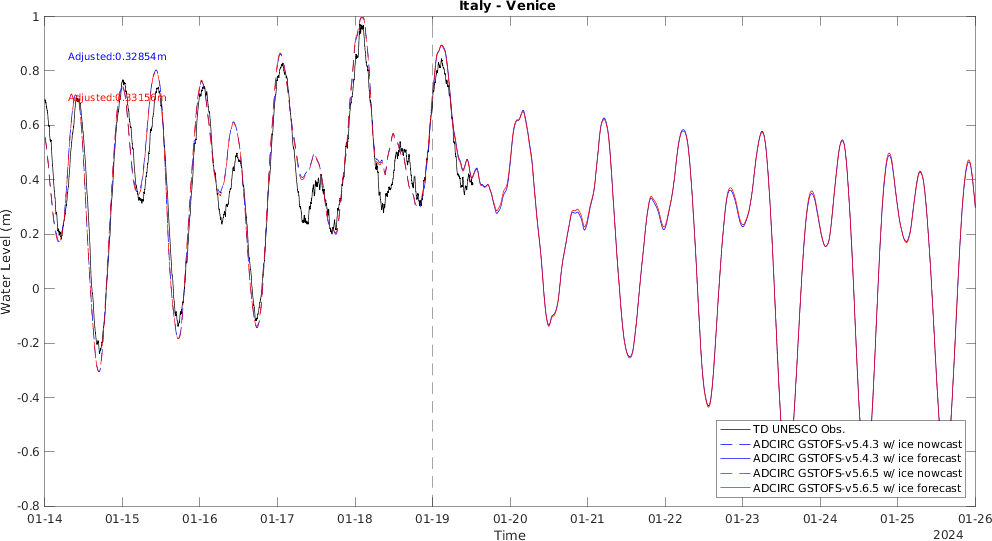 Italy - Venice
Adjusted:0.32854m
Adjusted:0.33156m
Water Level (m)
1
0.8
0.6
0.4
0.2
0
-0.2
-0.4
-0.6
-0.8
TD UNESCO Obs.
ADCIRC GSTOFS-v5.4.3 w/ ice nowcast
ADCIRC GSTOFS-v5.4.3 w/ ice forecast
ADCIRC GSTOFS-v5.6.5 w/ ice nowcast
ADCIRC GSTOFS-v5.6.5 w/ ice forecast
01-14 01-15 01-16 01-17 01-18 01-19 01-20 01-21 01-22 01-23 01-24 01-25 01-26
Time
2024